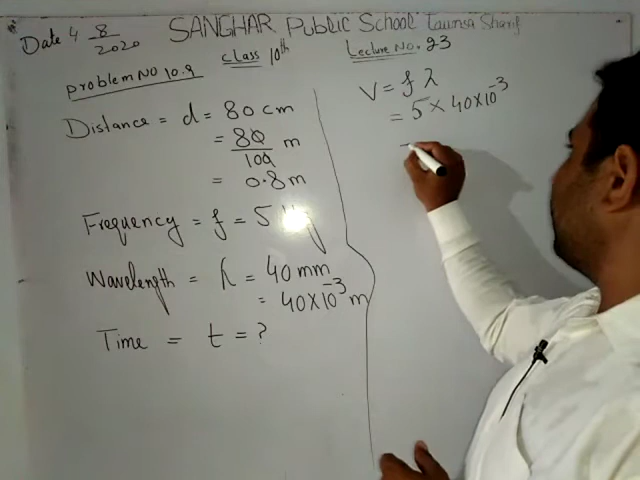 Date 4 8/2020 SANGHAR Public School Taunsa Sharif
class 10th Lecture No. 23
Problem NO 10.9
Distance = d = 80 cm
= 80/100 m
= 0.8 m
Frequency = f = 5
Wavelength = λ = 40 mm
= 40×10⁻³ m
Time = t = ?
V = f λ
= 5 × 40×10⁻³